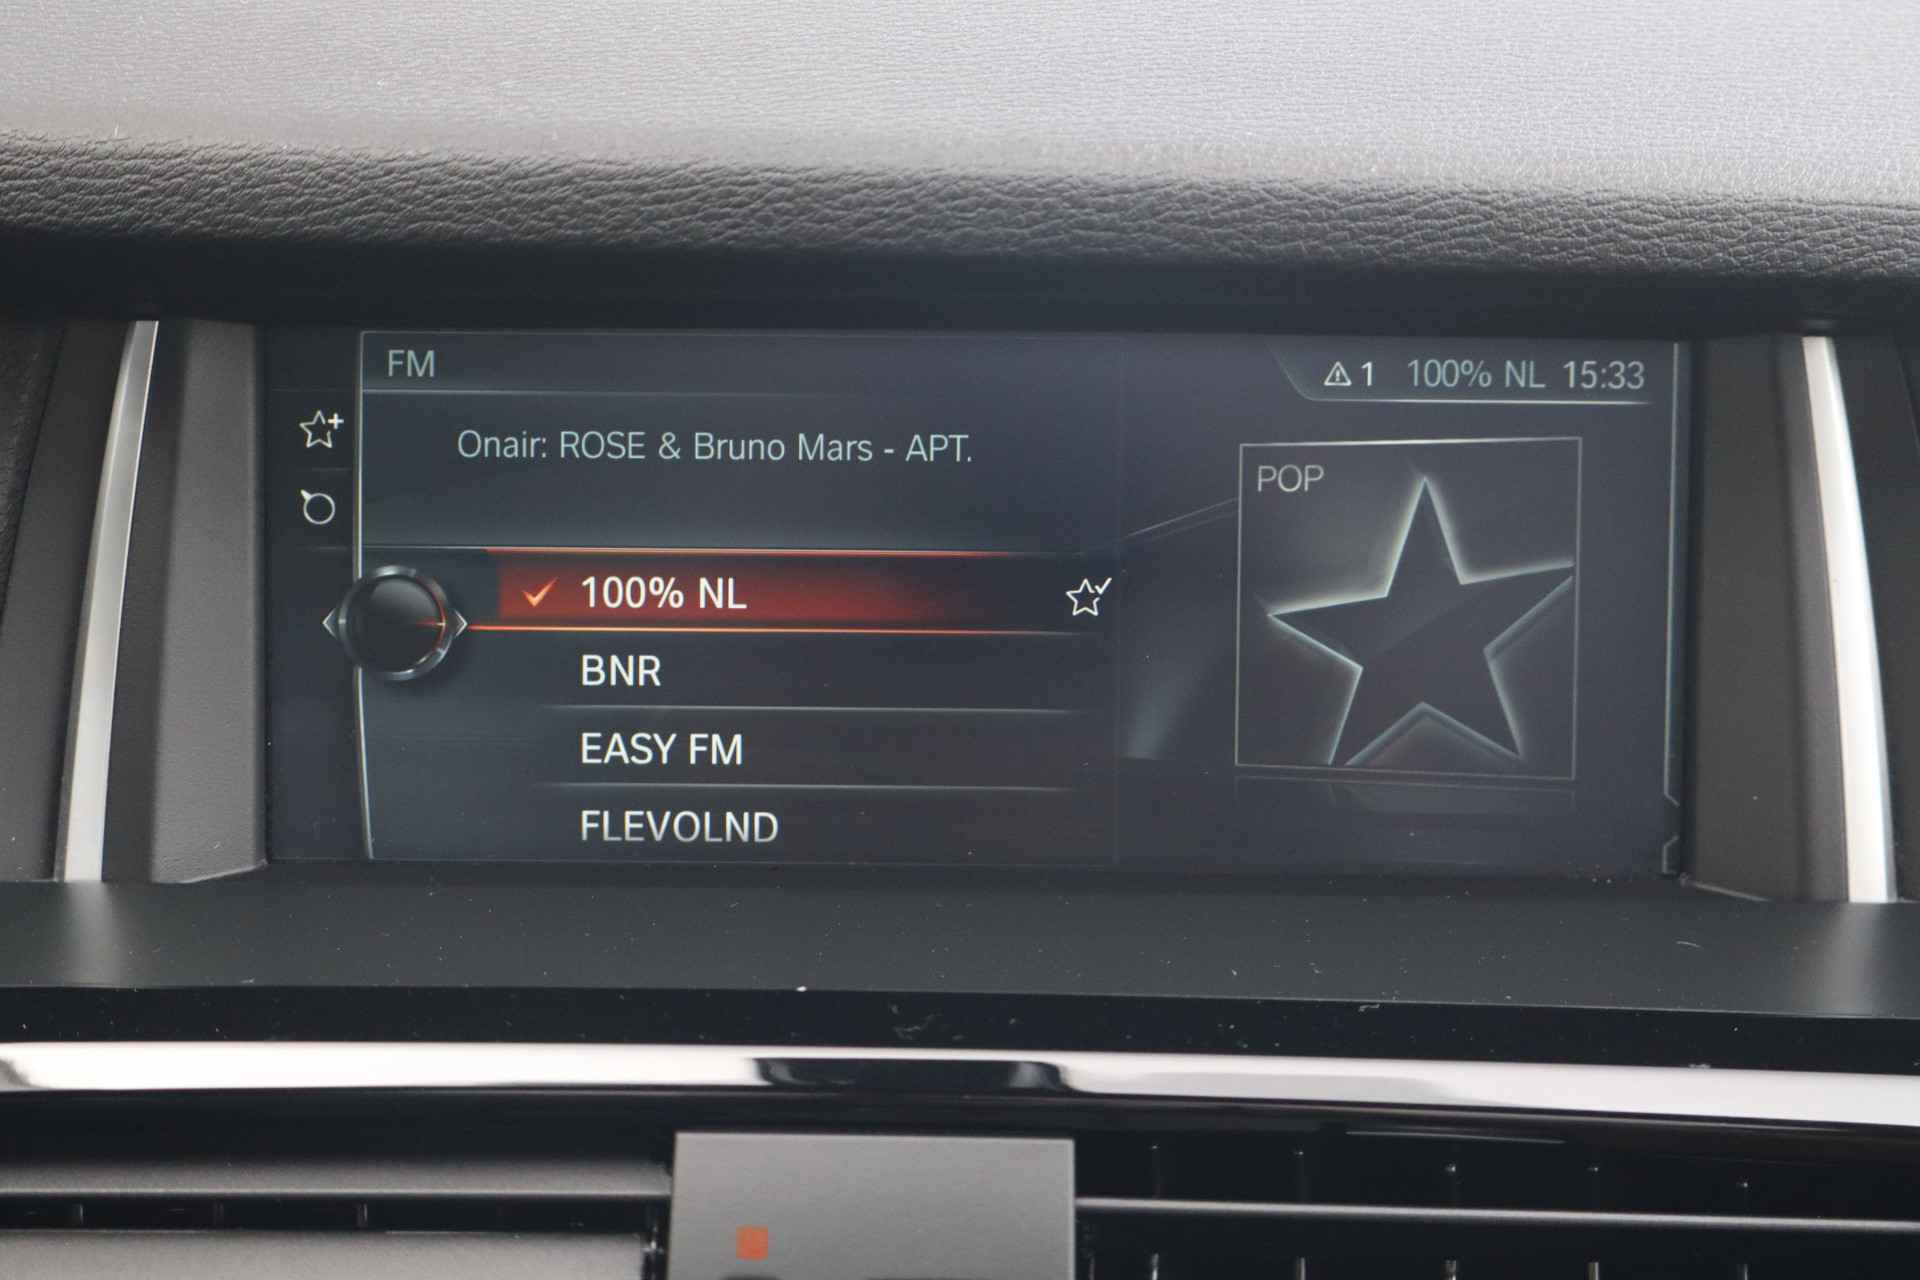 FM
1 100% NL 15:33
Onair: ROSE & Bruno Mars - APT.
POP
100% NL
BNR
EASY FM
FLEVOLND